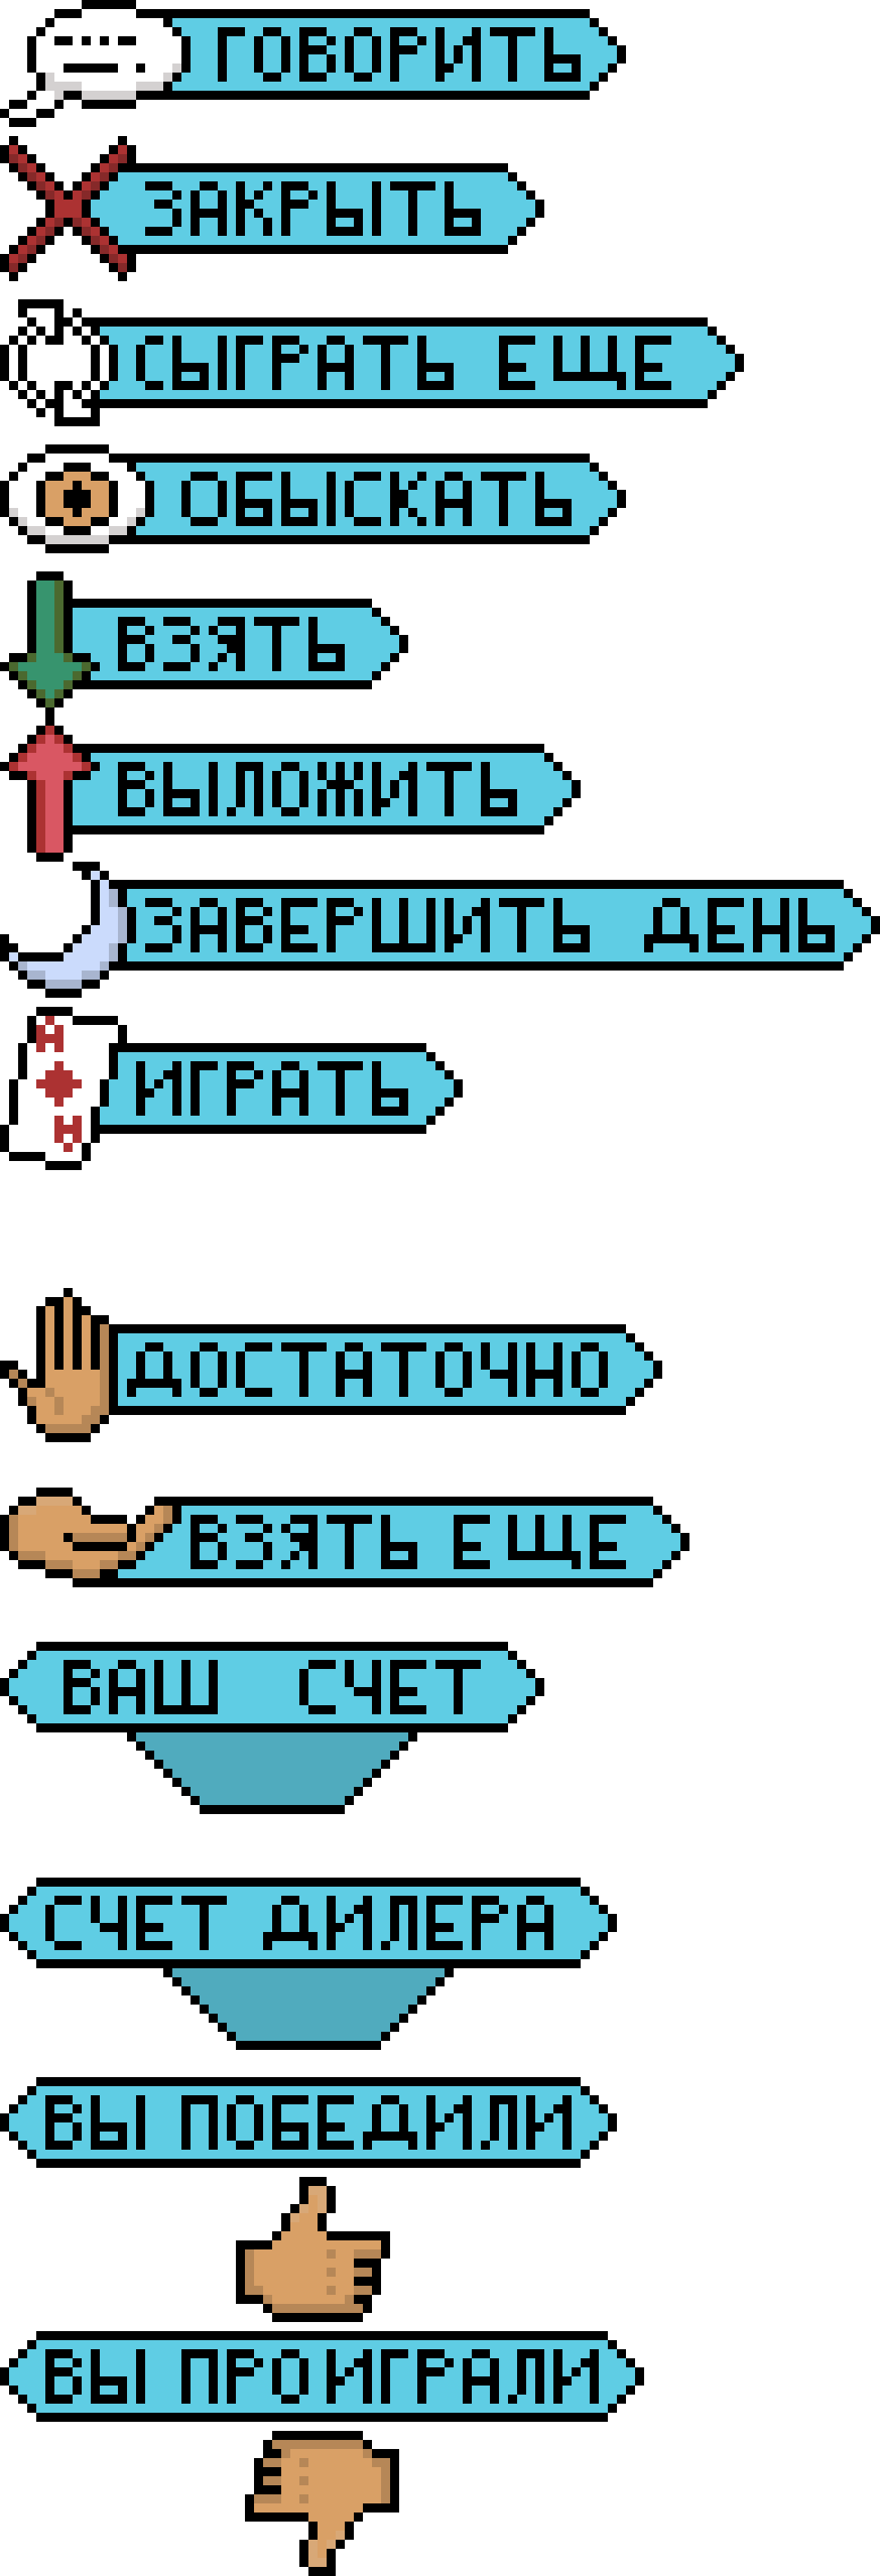 ГОВОРИТЬ
ЗАКРЫТЬ
СЫГРАТЬ ЕЩЕ
ОБЫСКАТЬ
ВЗЯТЬ
ВЫЛОЖИТЬ
ЗАВЕРШИТЬ ДЕНЬ
ИГРАТЬ
ДОСТАТОЧНО
ВЗЯТЬ ЕЩЕ
ВАШ СЧЕТ
СЧЕТ ДИЛЕРА
ВЫ ПОБЕДИЛИ
ВЫ ПРОИГРАЛИ